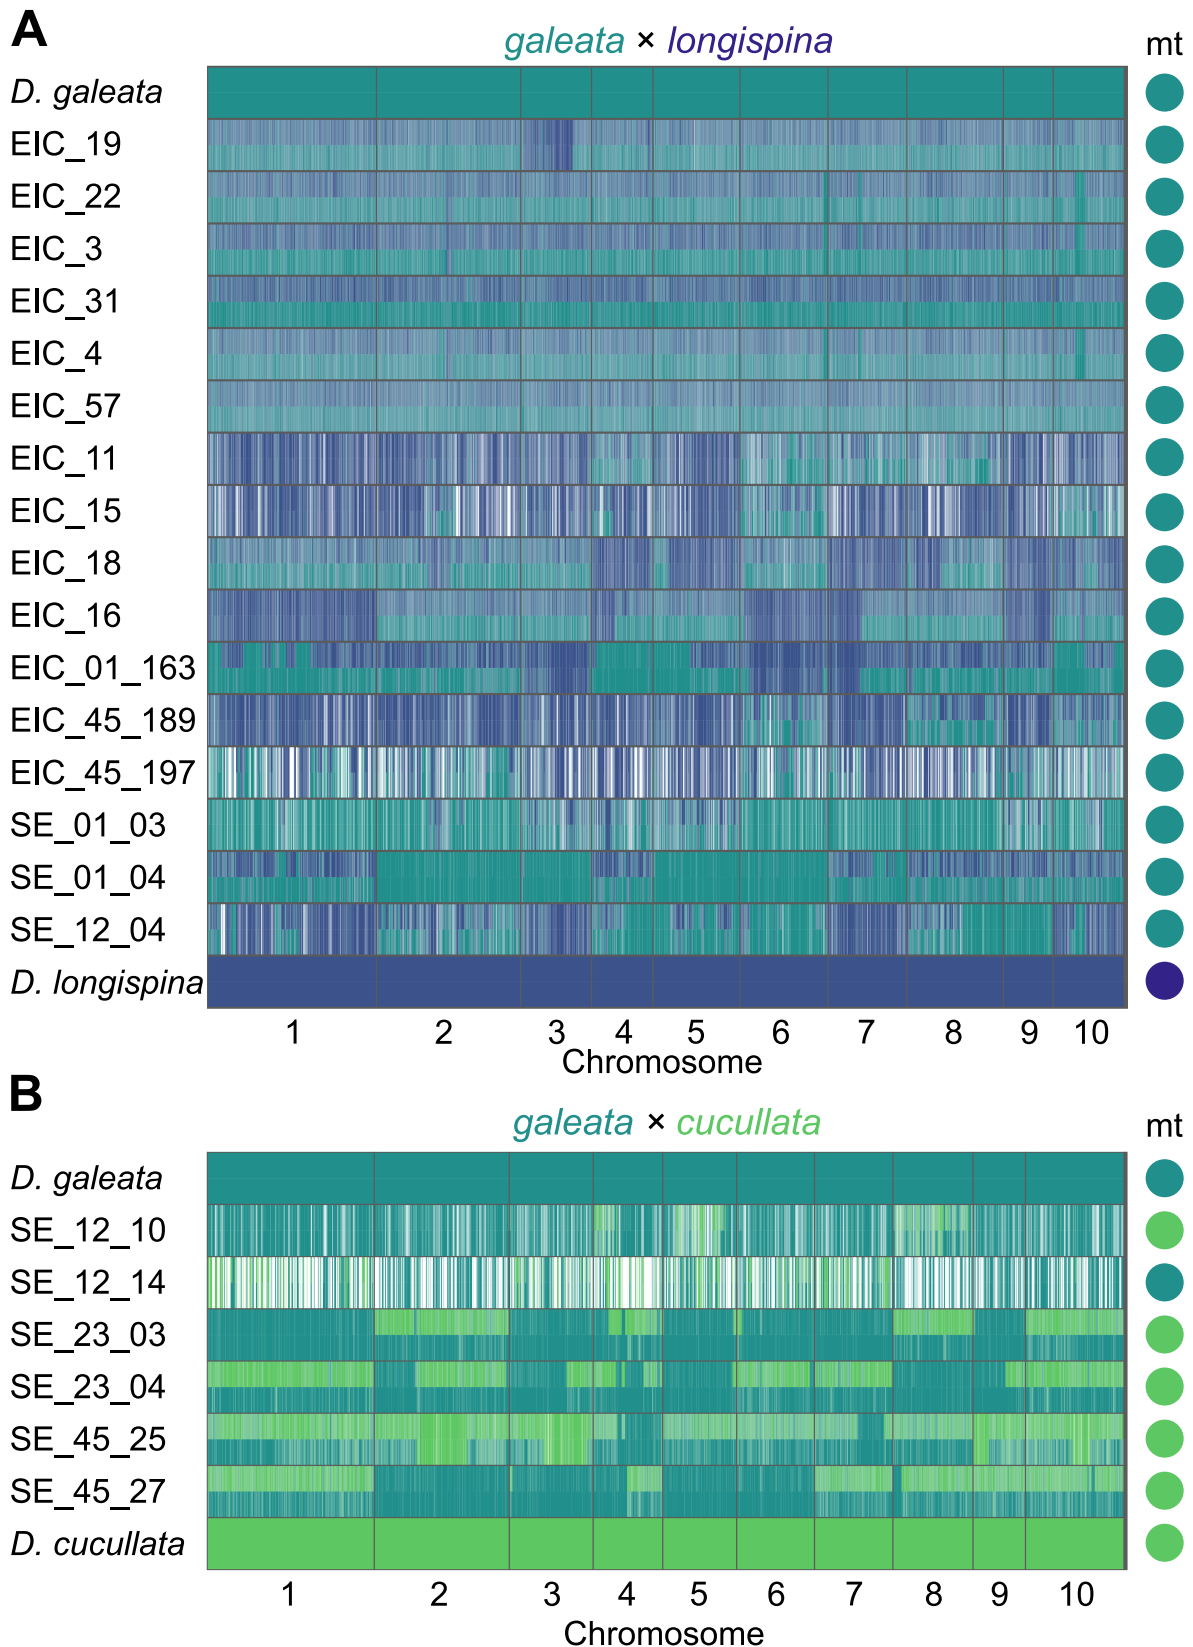 A
galeata × longispina
mt
D. galeata
EIC_19
EIC_22
EIC_3
EIC_31
EIC_4
EIC_57
EIC_11
EIC_15
EIC_18
EIC_16
EIC_01_163
EIC_45_189
EIC_45_197
SE_01_03
SE_01_04
SE_12_04
D. longispina
1 2 3 4 5 6 7 8 9 10
Chromosome
B
galeata × cucullata
mt
D. galeata
SE_12_10
SE_12_14
SE_23_03
SE_23_04
SE_45_25
SE_45_27
D. cucullata
1 2 3 4 5 6 7 8 9 10
Chromosome